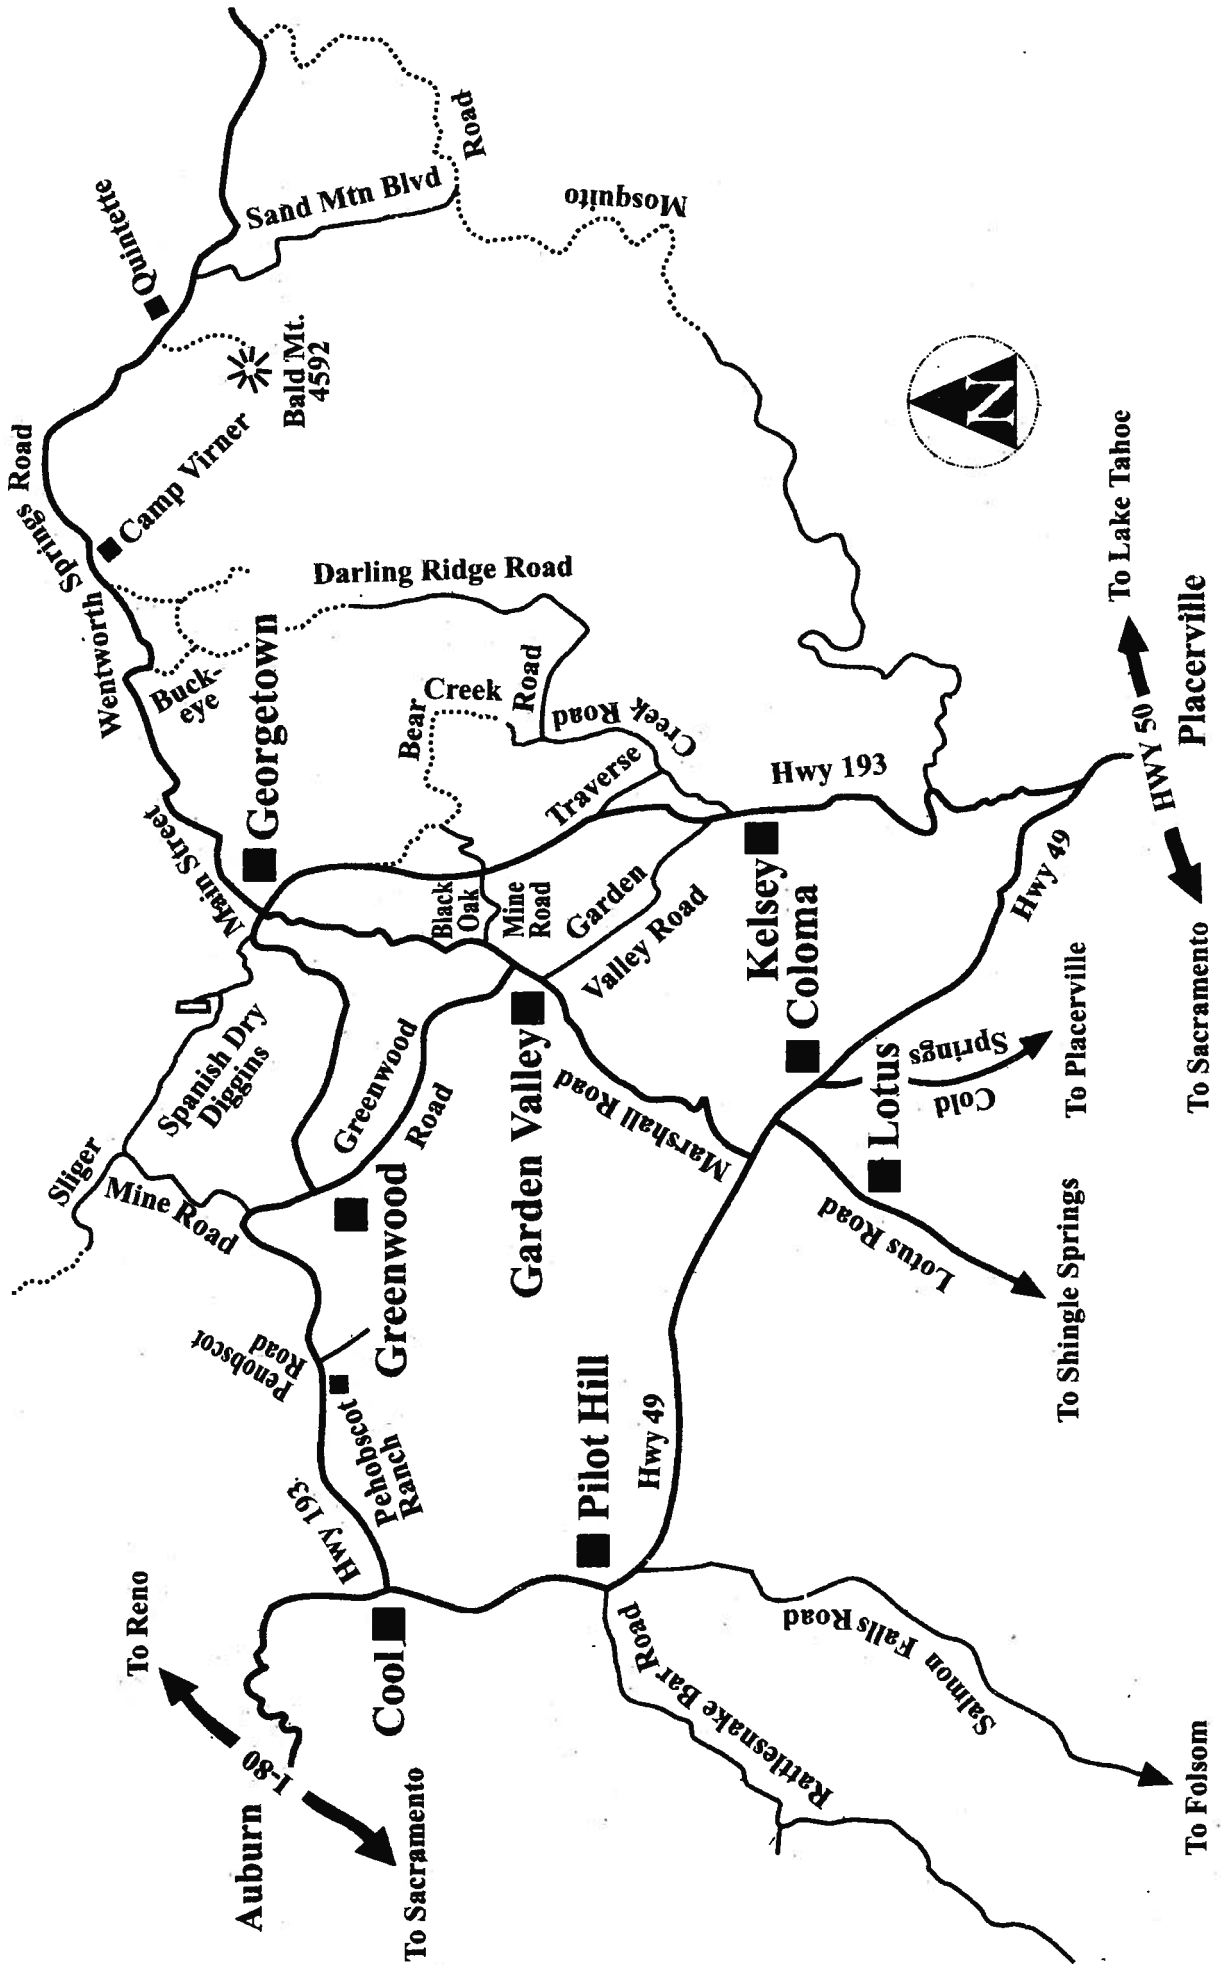 Wentworth
Springs Road
Quintette
Sand Mtn Blvd
Road
Mosquito
Camp Virner
Bald Mt.
4592
Buck-
eye
Darling Ridge Road
Main Street
Georgetown
Bear
Creek
Road
Traverse
Creek
Road
Hwy 193
Black
Oak
Mine
Road
Garden
Valley Road
Kelsey
Coloma
Sliger
Mine Road
Spanish Dry
Diggins
Greenwood
Road
Greenwood
Garden Valley
Marshall Road
Lotus
Cold
Springs
Lotus Road
Hwy 49
HWY 50
Placerville
To Lake Tahoe
To Sacramento
To Placerville
To Shingle Springs
N
Penobscot
Road
Penobscot
Ranch
Hwy 193.
Pilot Hill
Hwy 49
Cool
To Reno
I-80
Auburn
To Sacramento
Rattlesnake Bar Road
Salmon Falls Road
To Folsom